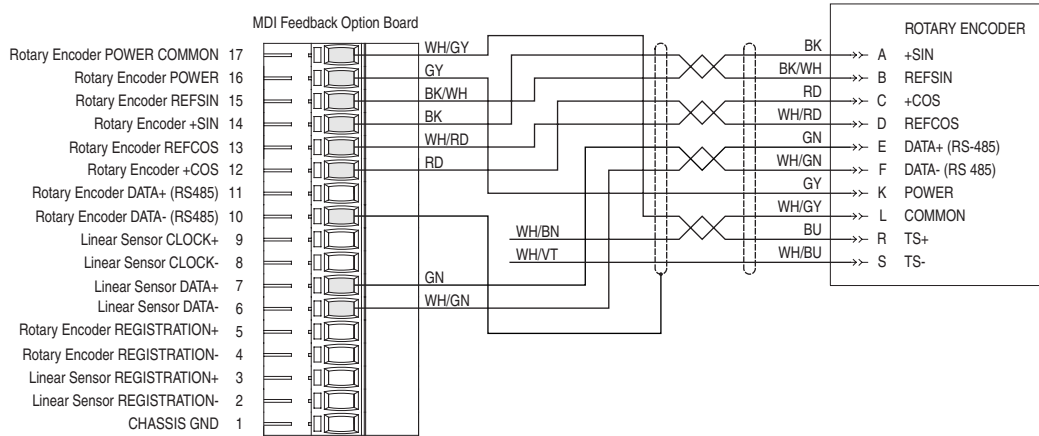 MDI Feedback Option Board
Rotary Encoder POWER COMMON 17
Rotary Encoder POWER 16
Rotary Encoder REFSIN 15
Rotary Encoder +SIN 14
Rotary Encoder REFCOS 13
Rotary Encoder +COS 12
Rotary Encoder DATA+ (RS485) 11
Rotary Encoder DATA- (RS485) 10
Linear Sensor CLOCK+ 9
Linear Sensor CLOCK- 8
Linear Sensor DATA+ 7
Linear Sensor DATA- 6
Rotary Encoder REGISTRATION+ 5
Rotary Encoder REGISTRATION- 4
Linear Sensor REGISTRATION+ 3
Linear Sensor REGISTRATION- 2
CHASSIS GND 1
WH/GY
GY
BK/WH
BK
WH/RD
RD
GN
WH/GN
WH/BN
WH/VT
ROTARY ENCODER
BK A +SIN
BK/WH B REFSIN
RD C +COS
WH/RD D REFCOS
GN E DATA+ (RS-485)
WH/GN F DATA- (RS 485)
GY K POWER
WH/GY L COMMON
BU R TS+
WH/BU S TS-